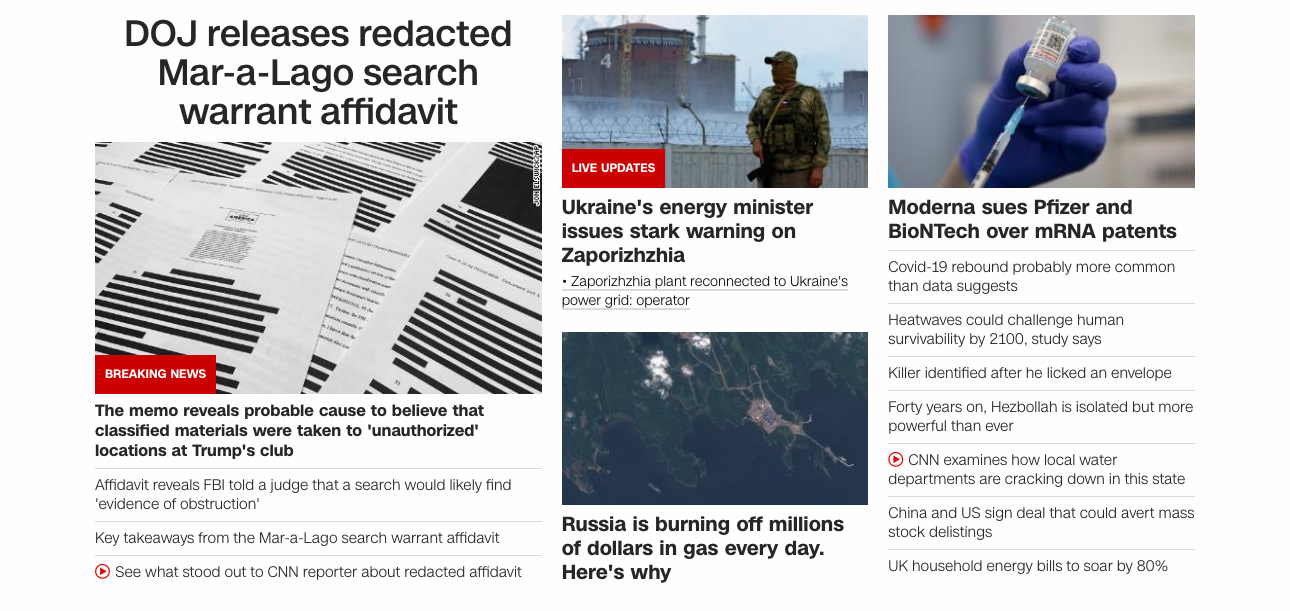 DOJ releases redacted
Mar-a-Lago search
warrant affidavit
BREAKING NEWS
The memo reveals probable cause to believe that
classified materials were taken to 'unauthorized'
locations at Trump's club
Affidavit reveals FBI told a judge that a search would likely find
'evidence of obstruction'
Key takeaways from the Mar-a-Lago search warrant affidavit
See what stood out to CNN reporter about redacted affidavit
4
LIVE UPDATES
Ukraine's energy minister
issues stark warning on
Zaporizhzhia
• Zaporizhzhia plant reconnected to Ukraine's
power grid: operator
Russia is burning off millions
of dollars in gas every day.
Here's why
Moderna sues Pfizer and
BioNTech over mRNA patents
Covid-19 rebound probably more common
than data suggests
Heatwaves could challenge human
survivability by 2100, study says
Killer identified after he licked an envelope
Forty years on, Hezbollah is isolated but more
powerful than ever
CNN examines how local water
departments are cracking down in this state
China and US sign deal that could avert mass
stock delistings
UK household energy bills to soar by 80%